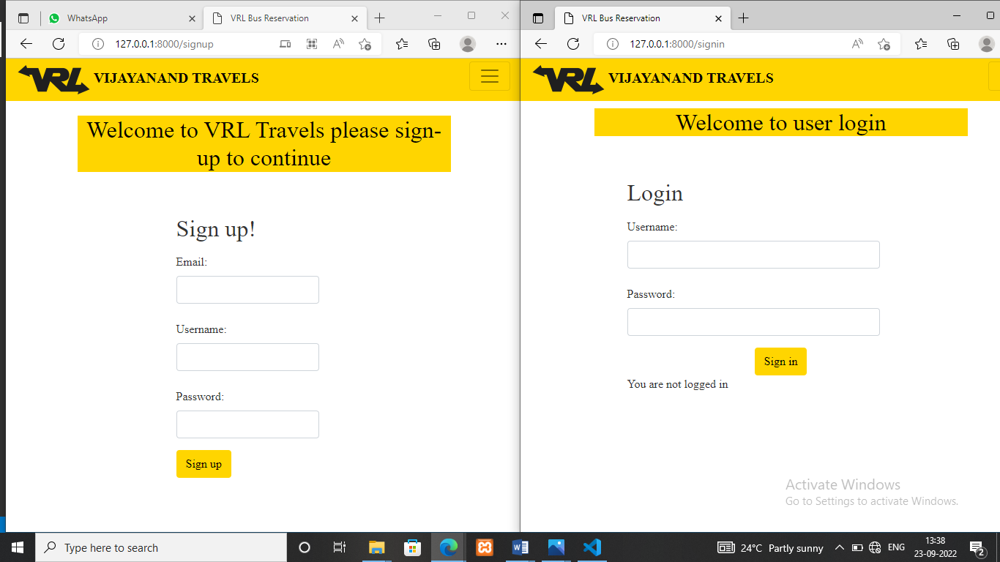 WhatsApp
VRL Bus Reservation
127.0.0.1:8000/signup
VRL VIJAYANAND TRAVELS
Welcome to VRL Travels please sign-
up to continue
Sign up!
Email:
Username:
Password:
Sign up
VRL Bus Reservation
127.0.0.1:8000/signin
VRL VIJAYANAND TRAVELS
Welcome to user login
Login
Username:
Password:
Sign in
You are not logged in
Activate Windows
Go to Settings to activate Windows.
Type here to search
24°C Partly sunny
ENG
13:38
23-09-2022
2